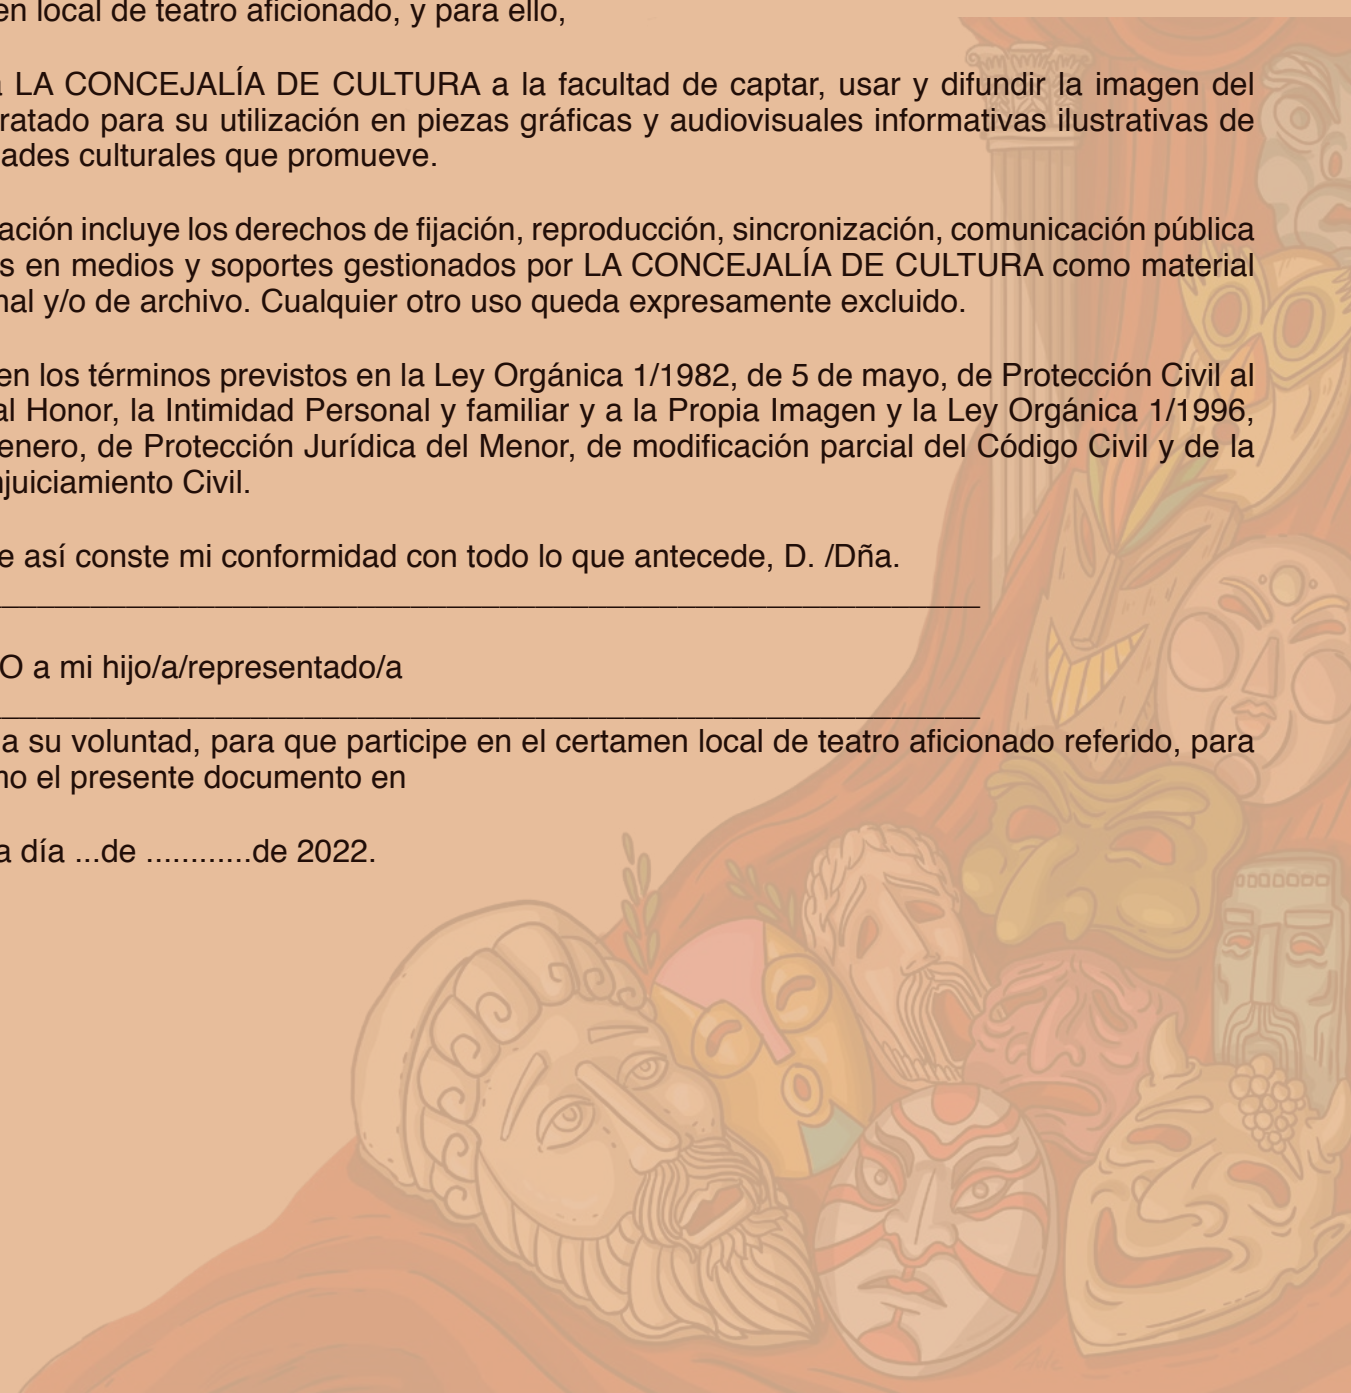 en local de teatro aficionado, y para ello,
LA CONCEJALÍA DE CULTURA a la facultad de captar, usar y difundir la imagen del
ratado para su utilización en piezas gráficas y audiovisuales informativas ilustrativas de
ades culturales que promueve.
ación incluye los derechos de fijación, reproducción, sincronización, comunicación pública
s en medios y soportes gestionados por LA CONCEJALÍA DE CULTURA como material
nal y/o de archivo. Cualquier otro uso queda expresamente excluido.
en los términos previstos en la Ley Orgánica 1/1982, de 5 de mayo, de Protección Civil al
al Honor, la Intimidad Personal y familiar y a la Propia Imagen y la Ley Orgánica 1/1996,
enero, de Protección Jurídica del Menor, de modificación parcial del Código Civil y de la
njuiciamiento Civil.
e así conste mi conformidad con todo lo que antecede, D. /Dña.
O a mi hijo/a/representado/a
a su voluntad, para que participe en el certamen local de teatro aficionado referido, para
mo el presente documento en
a día ...de ............de 2022.